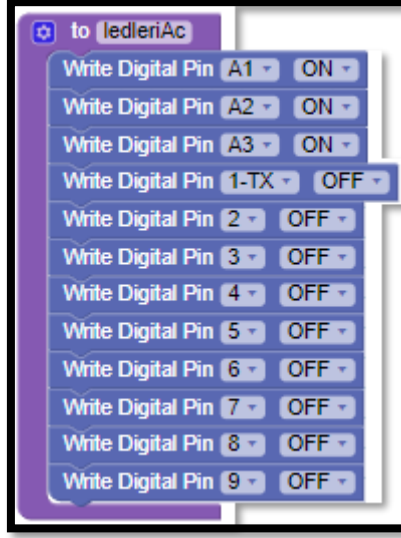 to ledleriAc
Write Digital Pin A1 ON
Write Digital Pin A2 ON
Write Digital Pin A3 ON
Write Digital Pin 1-TX OFF
Write Digital Pin 2 OFF
Write Digital Pin 3 OFF
Write Digital Pin 4 OFF
Write Digital Pin 5 OFF
Write Digital Pin 6 OFF
Write Digital Pin 7 OFF
Write Digital Pin 8 OFF
Write Digital Pin 9 OFF